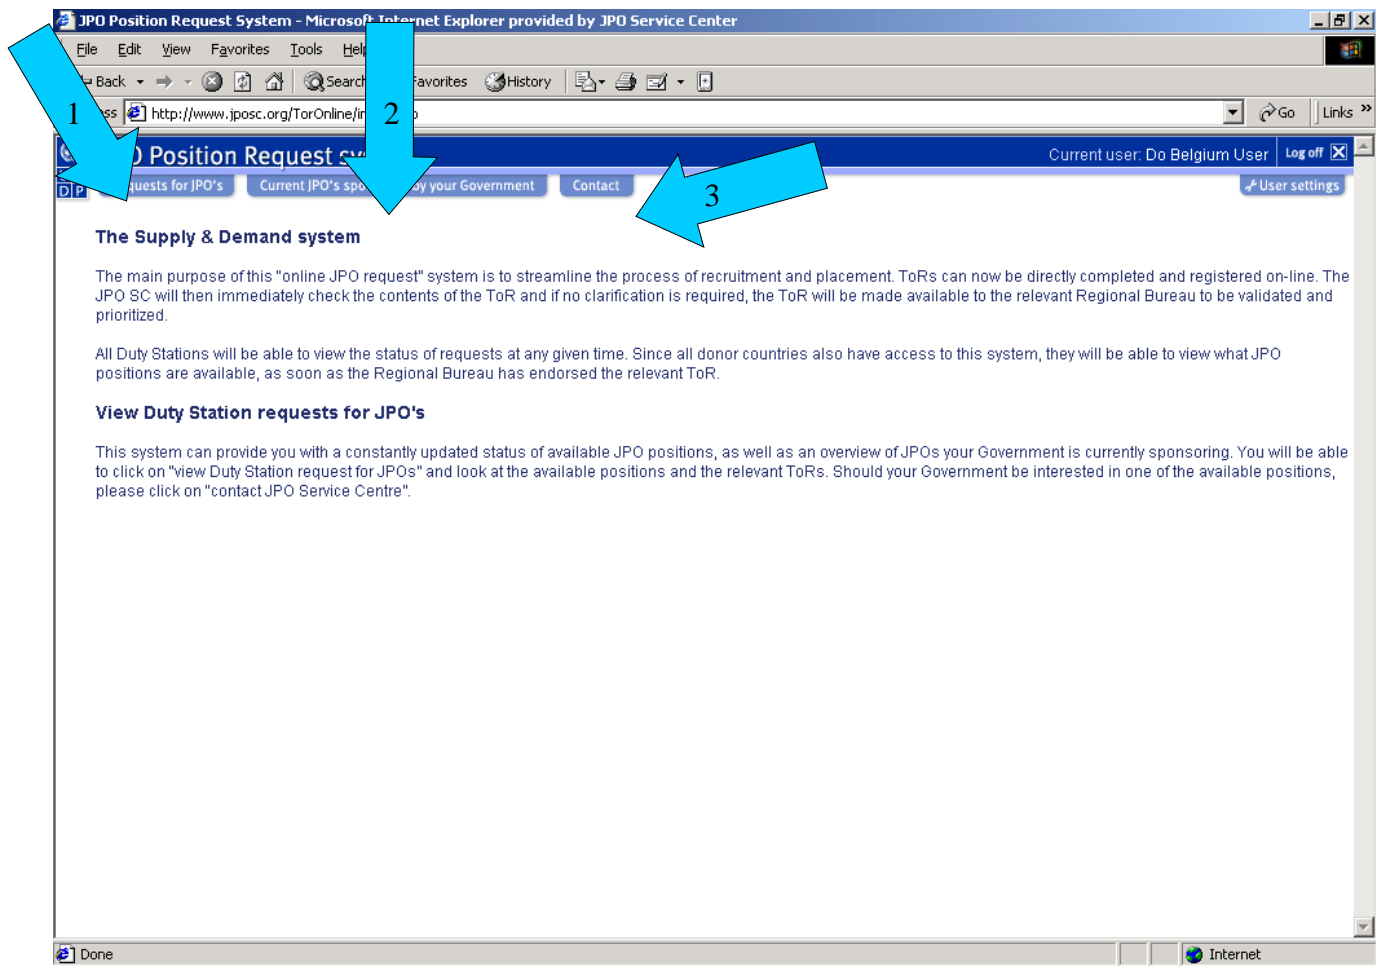 JPO Position Request System - Microsoft Internet Explorer provided by JPO Service Center
File Edit View Favorites Tools
Back Search Favorites History
http://www.jposc.org/TorOnline/ Go Links »
1
2
3
Position Request
Current user: Do Belgium User Log off
DP
for JPO's Current JPO's by your Government Contact User settings
The Supply & Demand system
The main purpose of this "online JPO request" system is to streamline the process of recruitment and placement. ToRs can now be directly completed and registered on-line. The
JPO SC will then immediately check the contents of the ToR and if no clarification is required, the ToR will be made available to the relevant Regional Bureau to be validated and
prioritized.
All Duty Stations will be able to view the status of requests at any given time. Since all donor countries also have access to this system, they will be able to view what JPO
positions are available, as soon as the Regional Bureau has endorsed the relevant ToR.
View Duty Station requests for JPO's
This system can provide you with a constantly updated status of available JPO positions, as well as an overview of JPOs your Government is currently sponsoring. You will be able
to click on "view Duty Station request for JPOs" and look at the available positions and the relevant ToRs. Should your Government be interested in one of the available positions,
please click on "contact JPO Service Centre".
Done Internet